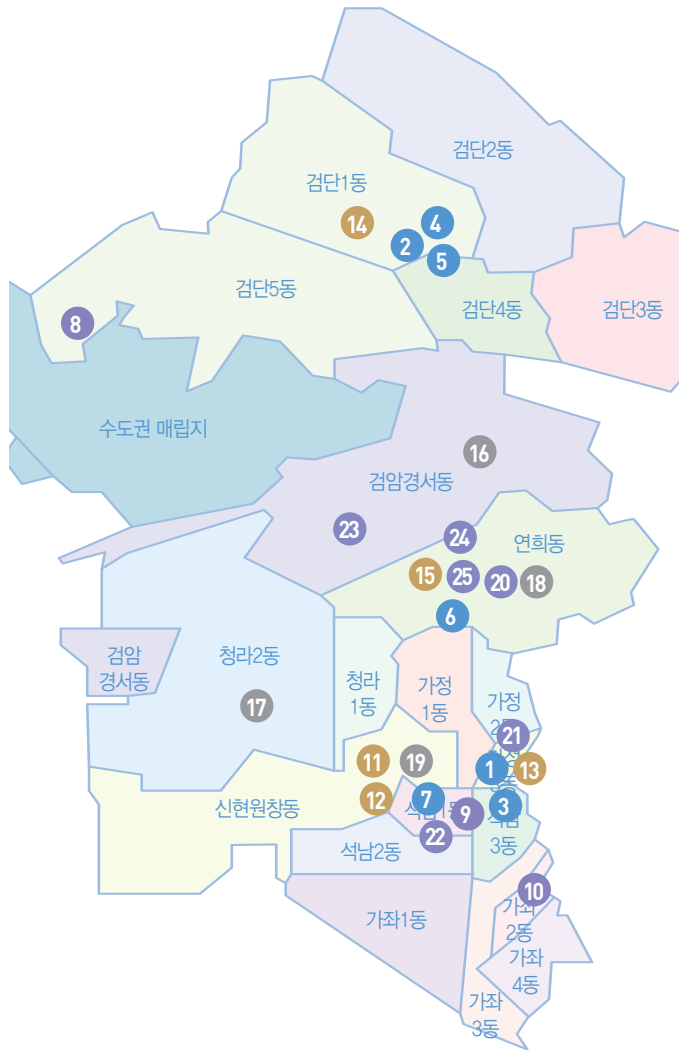 검단2동
검단1동
14
4
2
5
검단5동
검단4동
검단3동
8
수도권 매립지
16
검암경서동
23
24
연희동
15
25
20
18
6
검암
경서동
청라2동
17
청라
1동
가정
1동
가정
21
11
19
1
13
12
7
9
3
신현원창동
22
석남2동
3동
10
가좌1동
가좌
2동
가좌
4동
가좌
3동